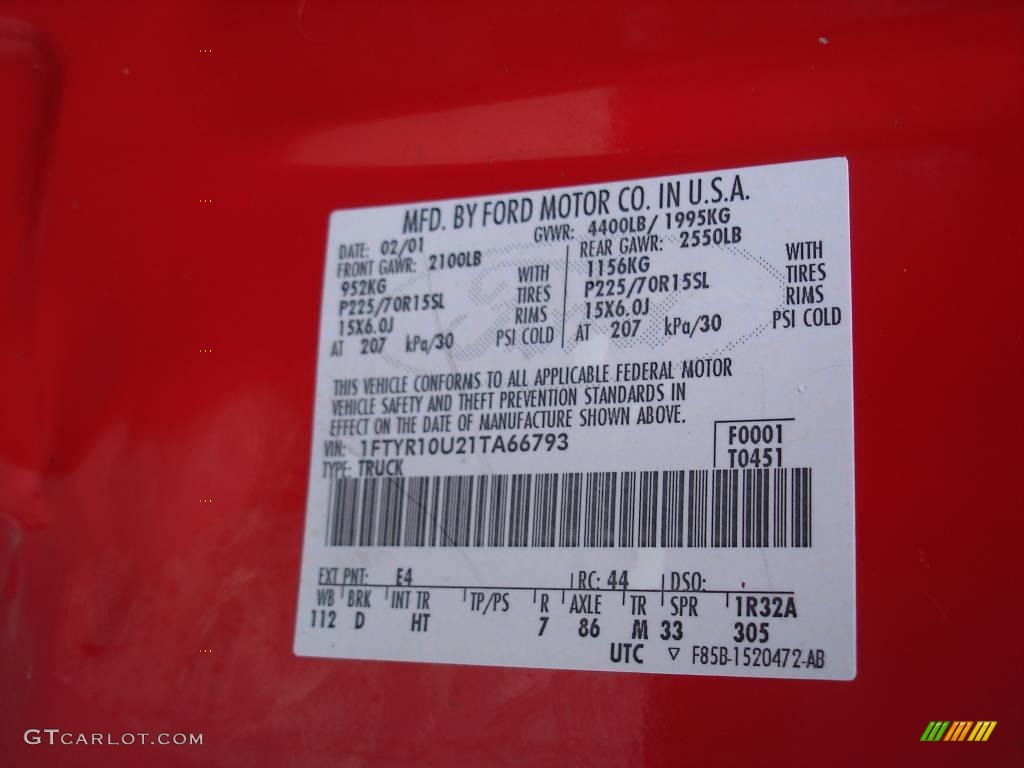 MFD. BY FORD MOTOR CO. IN U.S.A.
DATE: 02/01 GVWR: 4400LB/ 1995KG
FRONT GAWR: 2100LB REAR GAWR: 2550LB
952KG WITH 1156KG WITH
P225/70R15SL TIRES P225/70R15SL TIRES
15X6.0J RIMS 15X6.0J RIMS
AT 207 kPa/30 PSI COLD AT 207 kPa/30 PSI COLD
THIS VEHICLE CONFORMS TO ALL APPLICABLE FEDERAL MOTOR
VEHICLE SAFETY AND THEFT PREVENTION STANDARDS IN
EFFECT ON THE DATE OF MANUFACTURE SHOWN ABOVE.
VIN: 1FTYR10U21TA66793 F0001
TYPE: TRUCK T0451
EXT PNT: E4 RC: 44 DSO:
WB BRK INT TR TP/PS R AXLE TR SPR 1R32A
112 D HT 7 86 M 33 305
UTC ▽ F85B-1520472-AB
GTCARLOT.COM